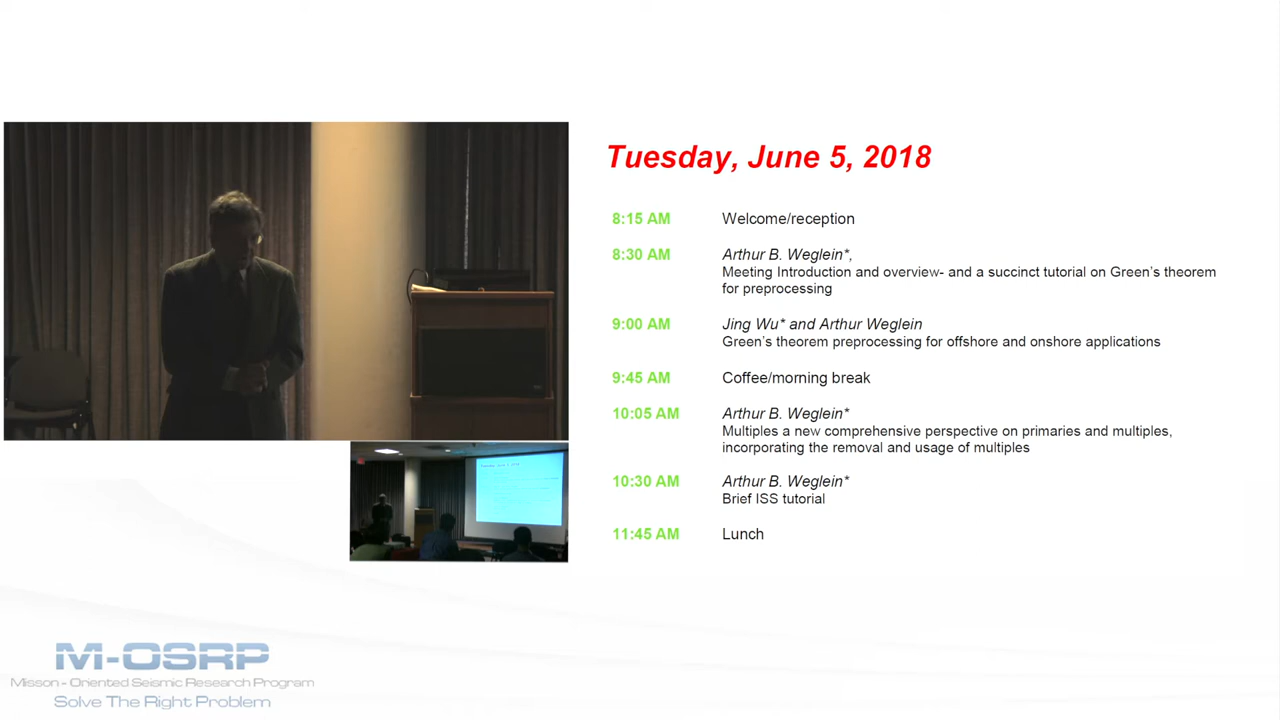 Tuesday, June 5, 2018
8:15 AM Welcome/reception
8:30 AM Arthur B. Weglein*,
Meeting Introduction and overview- and a succinct tutorial on Green's theorem
for preprocessing
9:00 AM Jing Wu* and Arthur Weglein
Green's theorem preprocessing for offshore and onshore applications
9:45 AM Coffee/morning break
10:05 AM Arthur B. Weglein*
Multiples a new comprehensive perspective on primaries and multiples,
incorporating the removal and usage of multiples
10:30 AM Arthur B. Weglein*
Brief ISS tutorial
11:45 AM Lunch
Tuesday, June 5, 2018
M-OSRP
Misson - Oriented Seismic Research Program
Solve The Right Problem